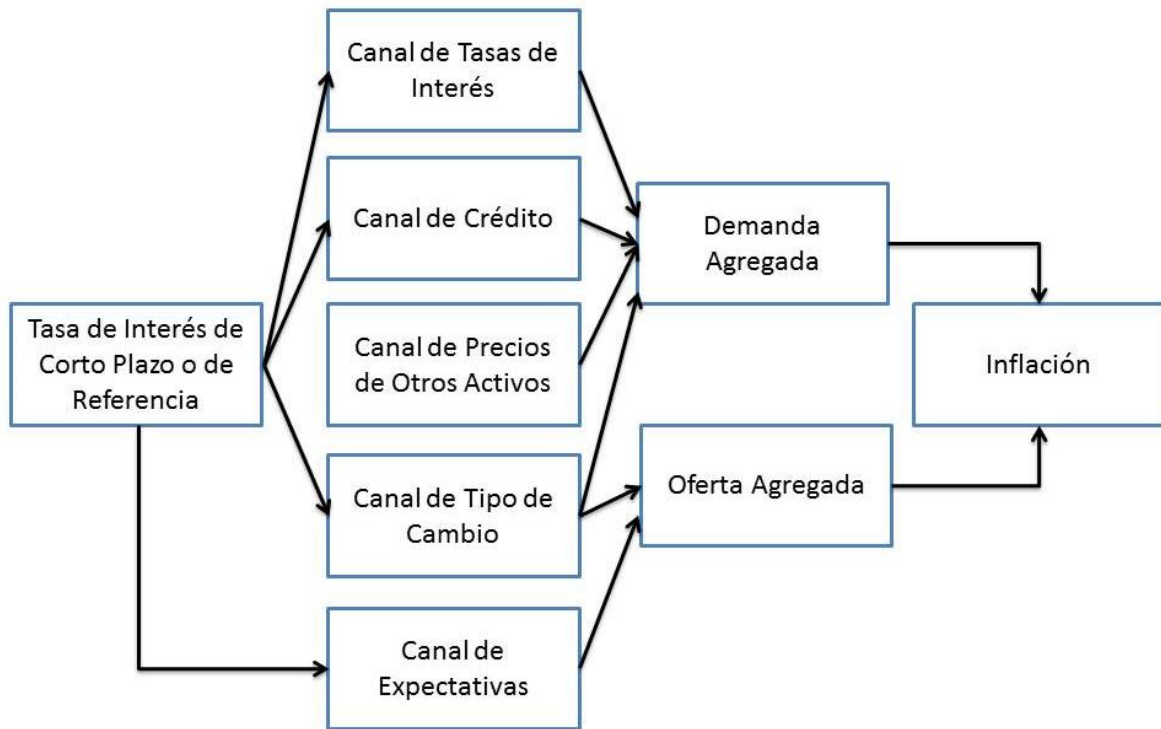 Canal de Tasas de
Interés
Canal de Crédito
Demanda
Agregada
Tasa de Interés de
Corto Plazo o de
Referencia
Canal de Precios
de Otros Activos
Inflación
Canal de Tipo de
Cambio
Oferta Agregada
Canal de
Expectativas